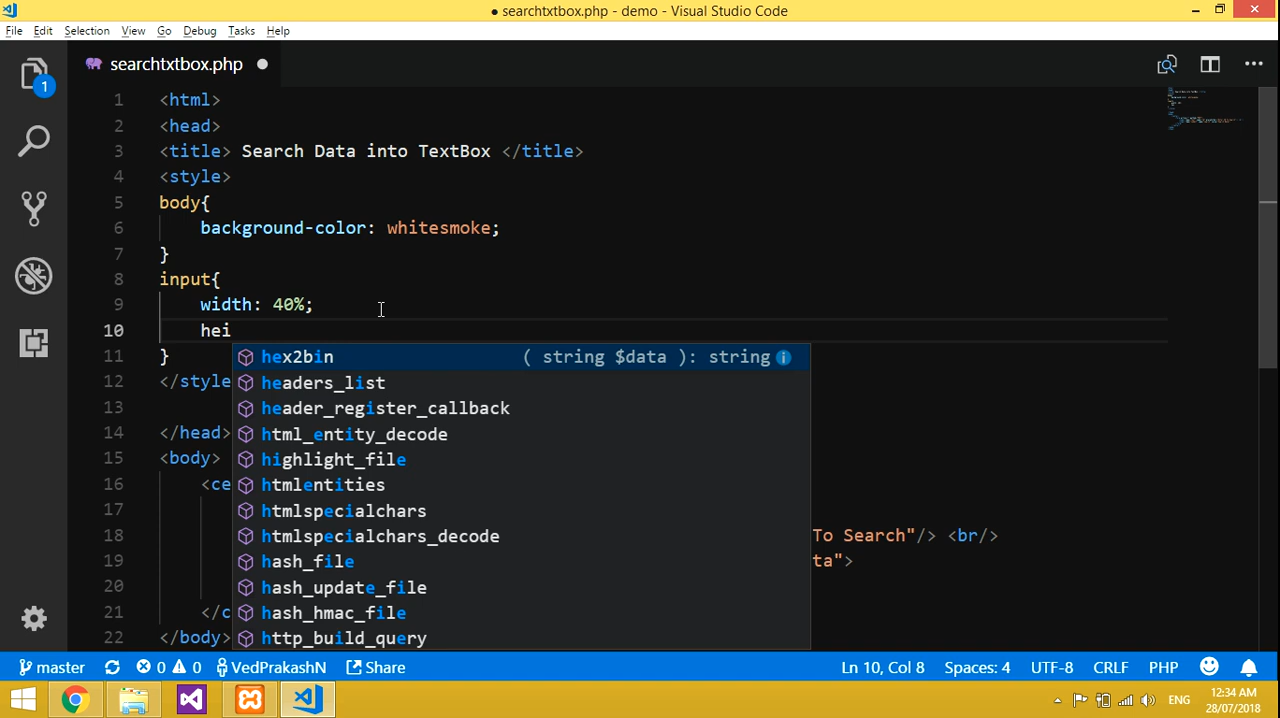 ● searchtxtbox.php - demo - Visual Studio Code
File Edit Selection View Go Debug Tasks Help
1
searchtxtbox.php
1 <html>
2 <head>
3 <title> Search Data into TextBox </title>
4 <style>
5 body{
6 background-color: whitesmoke;
7 }
8 input{
9 width: 40%;
10 hei
11 }
hex2bin ( string $data ): string
12 </style
headers_list
13
header_register_callback
14 </head>
html_entity_decode
15 <body>
highlight_file
16 <ce
htmlentities
17
htmlspecialchars
18 To Search"/> <br/>
htmlspecialchars_decode
19 ta">
hash_file
20
hash_update_file
21 </c
hash_hmac_file
22 </body>
http_build_query
master 0 0 VedPrakashN Share Ln 10, Col 8 Spaces: 4 UTF-8 CRLF PHP
ENG 12:34 AM
28/07/2018